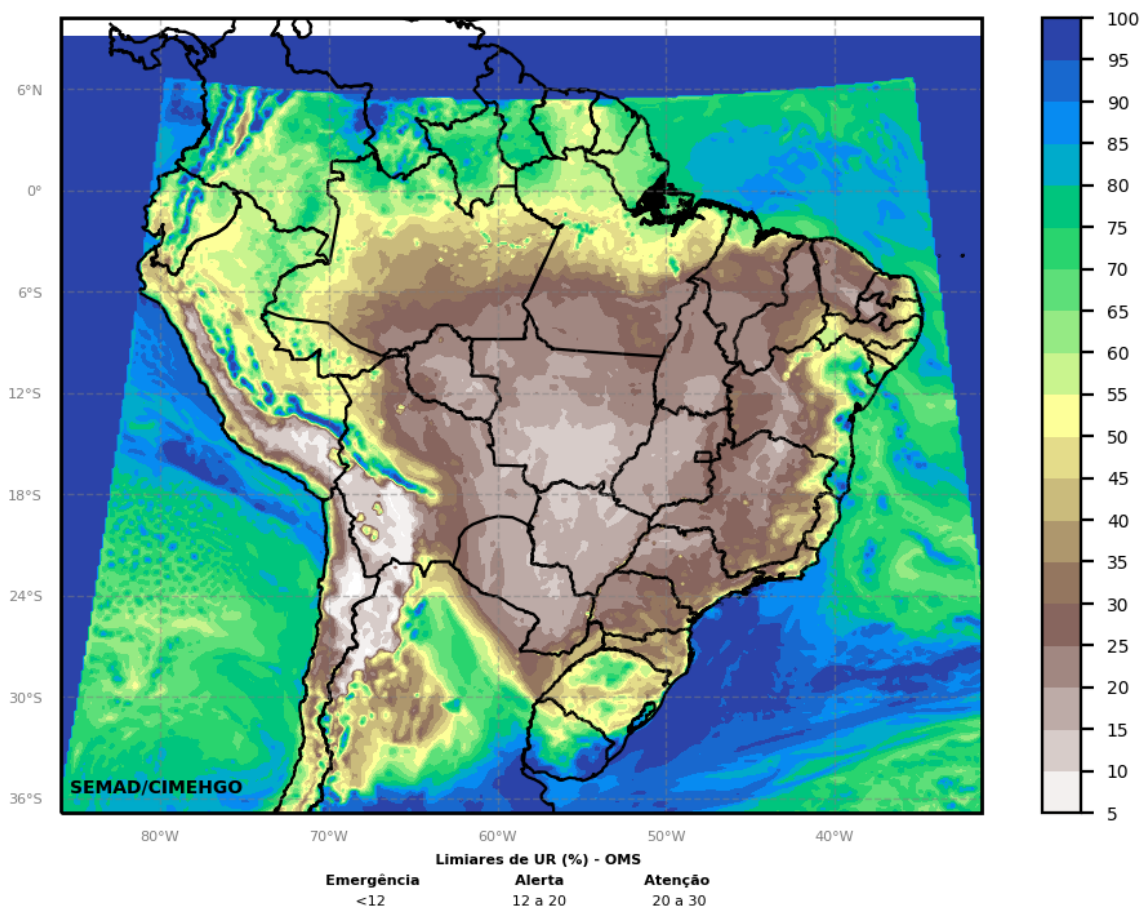 100
95
90
85
80
75
70
65
60
55
50
45
40
35
30
25
20
15
10
5
6°N
0°
6°S
12°S
18°S
24°S
30°S
36°S
SEMAD/CIMEHGO
80°W 70°W 60°W 50°W 40°W
Limiares de UR (%) - OMS
Emergência Alerta Atenção
<12 12 a 20 20 a 30